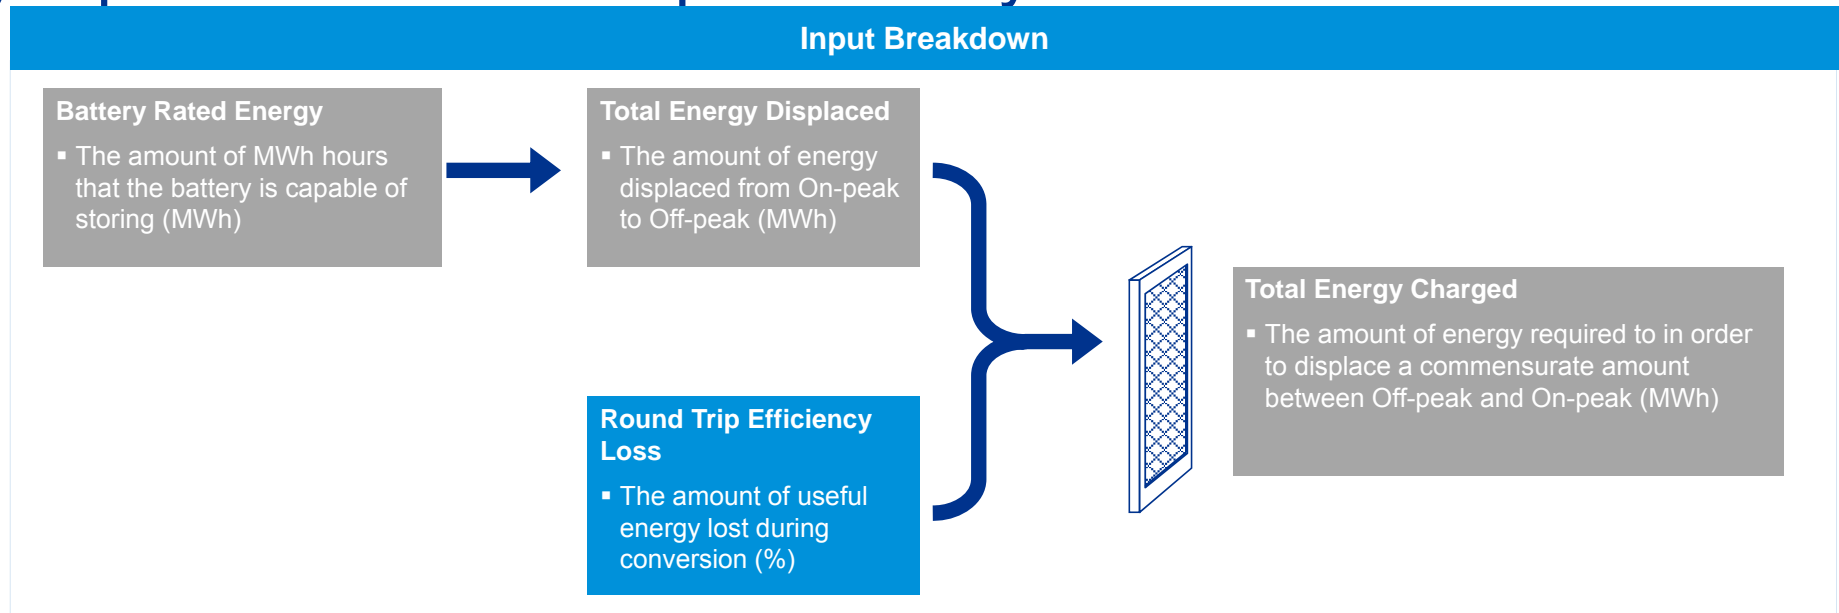 Input Breakdown
Battery Rated Energy
▪ The amount of MWh hours
that the battery is capable of
storing (MWh)
Total Energy Displaced
▪ The amount of energy
displaced from On-peak
to Off-peak (MWh)
Round Trip Efficiency
Loss
▪ The amount of useful
energy lost during
conversion (%)
Total Energy Charged
▪ The amount of energy required to in order
to displace a commensurate amount
between Off-peak and On-peak (MWh)